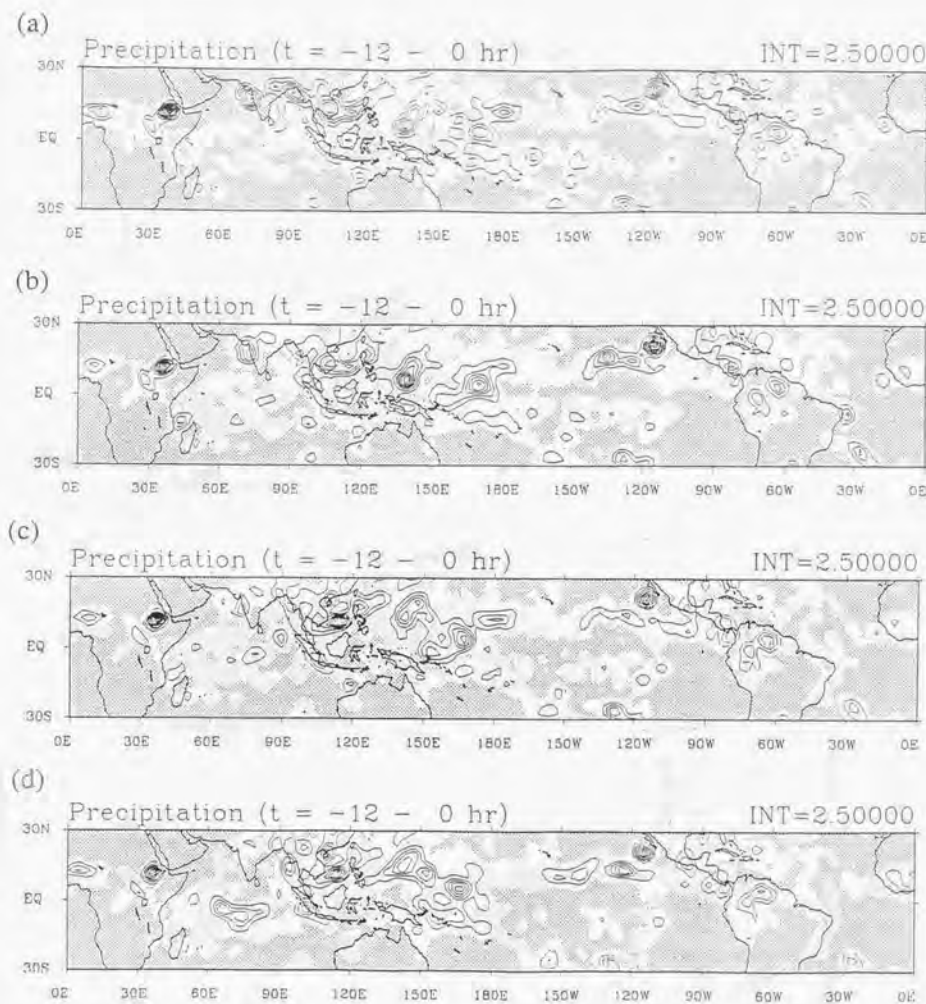 (a)
Precipitation (t = -12 - 0 hr) INT=2.50000
30N
EQ
30S
0E 30E 60E 90E 120E 150E 180E 150W 120W 90W 60W 30W 0E
(b)
Precipitation (t = -12 - 0 hr) INT=2.50000
30N
EQ
30S
0E 30E 60E 90E 120E 150E 180E 150W 120W 90W 60W 30W 0E
(c)
Precipitation (t = -12 - 0 hr) INT=2.50000
30N
EQ
30S
0E 30E 60E 90E 120E 150E 180E 150W 120W 90W 60W 30W 0E
(d)
Precipitation (t = -12 - 0 hr) INT=2.50000
30N
EQ
30S
0E 30E 60E 90E 120E 150E 180E 150W 120W 90W 60W 30W 0E